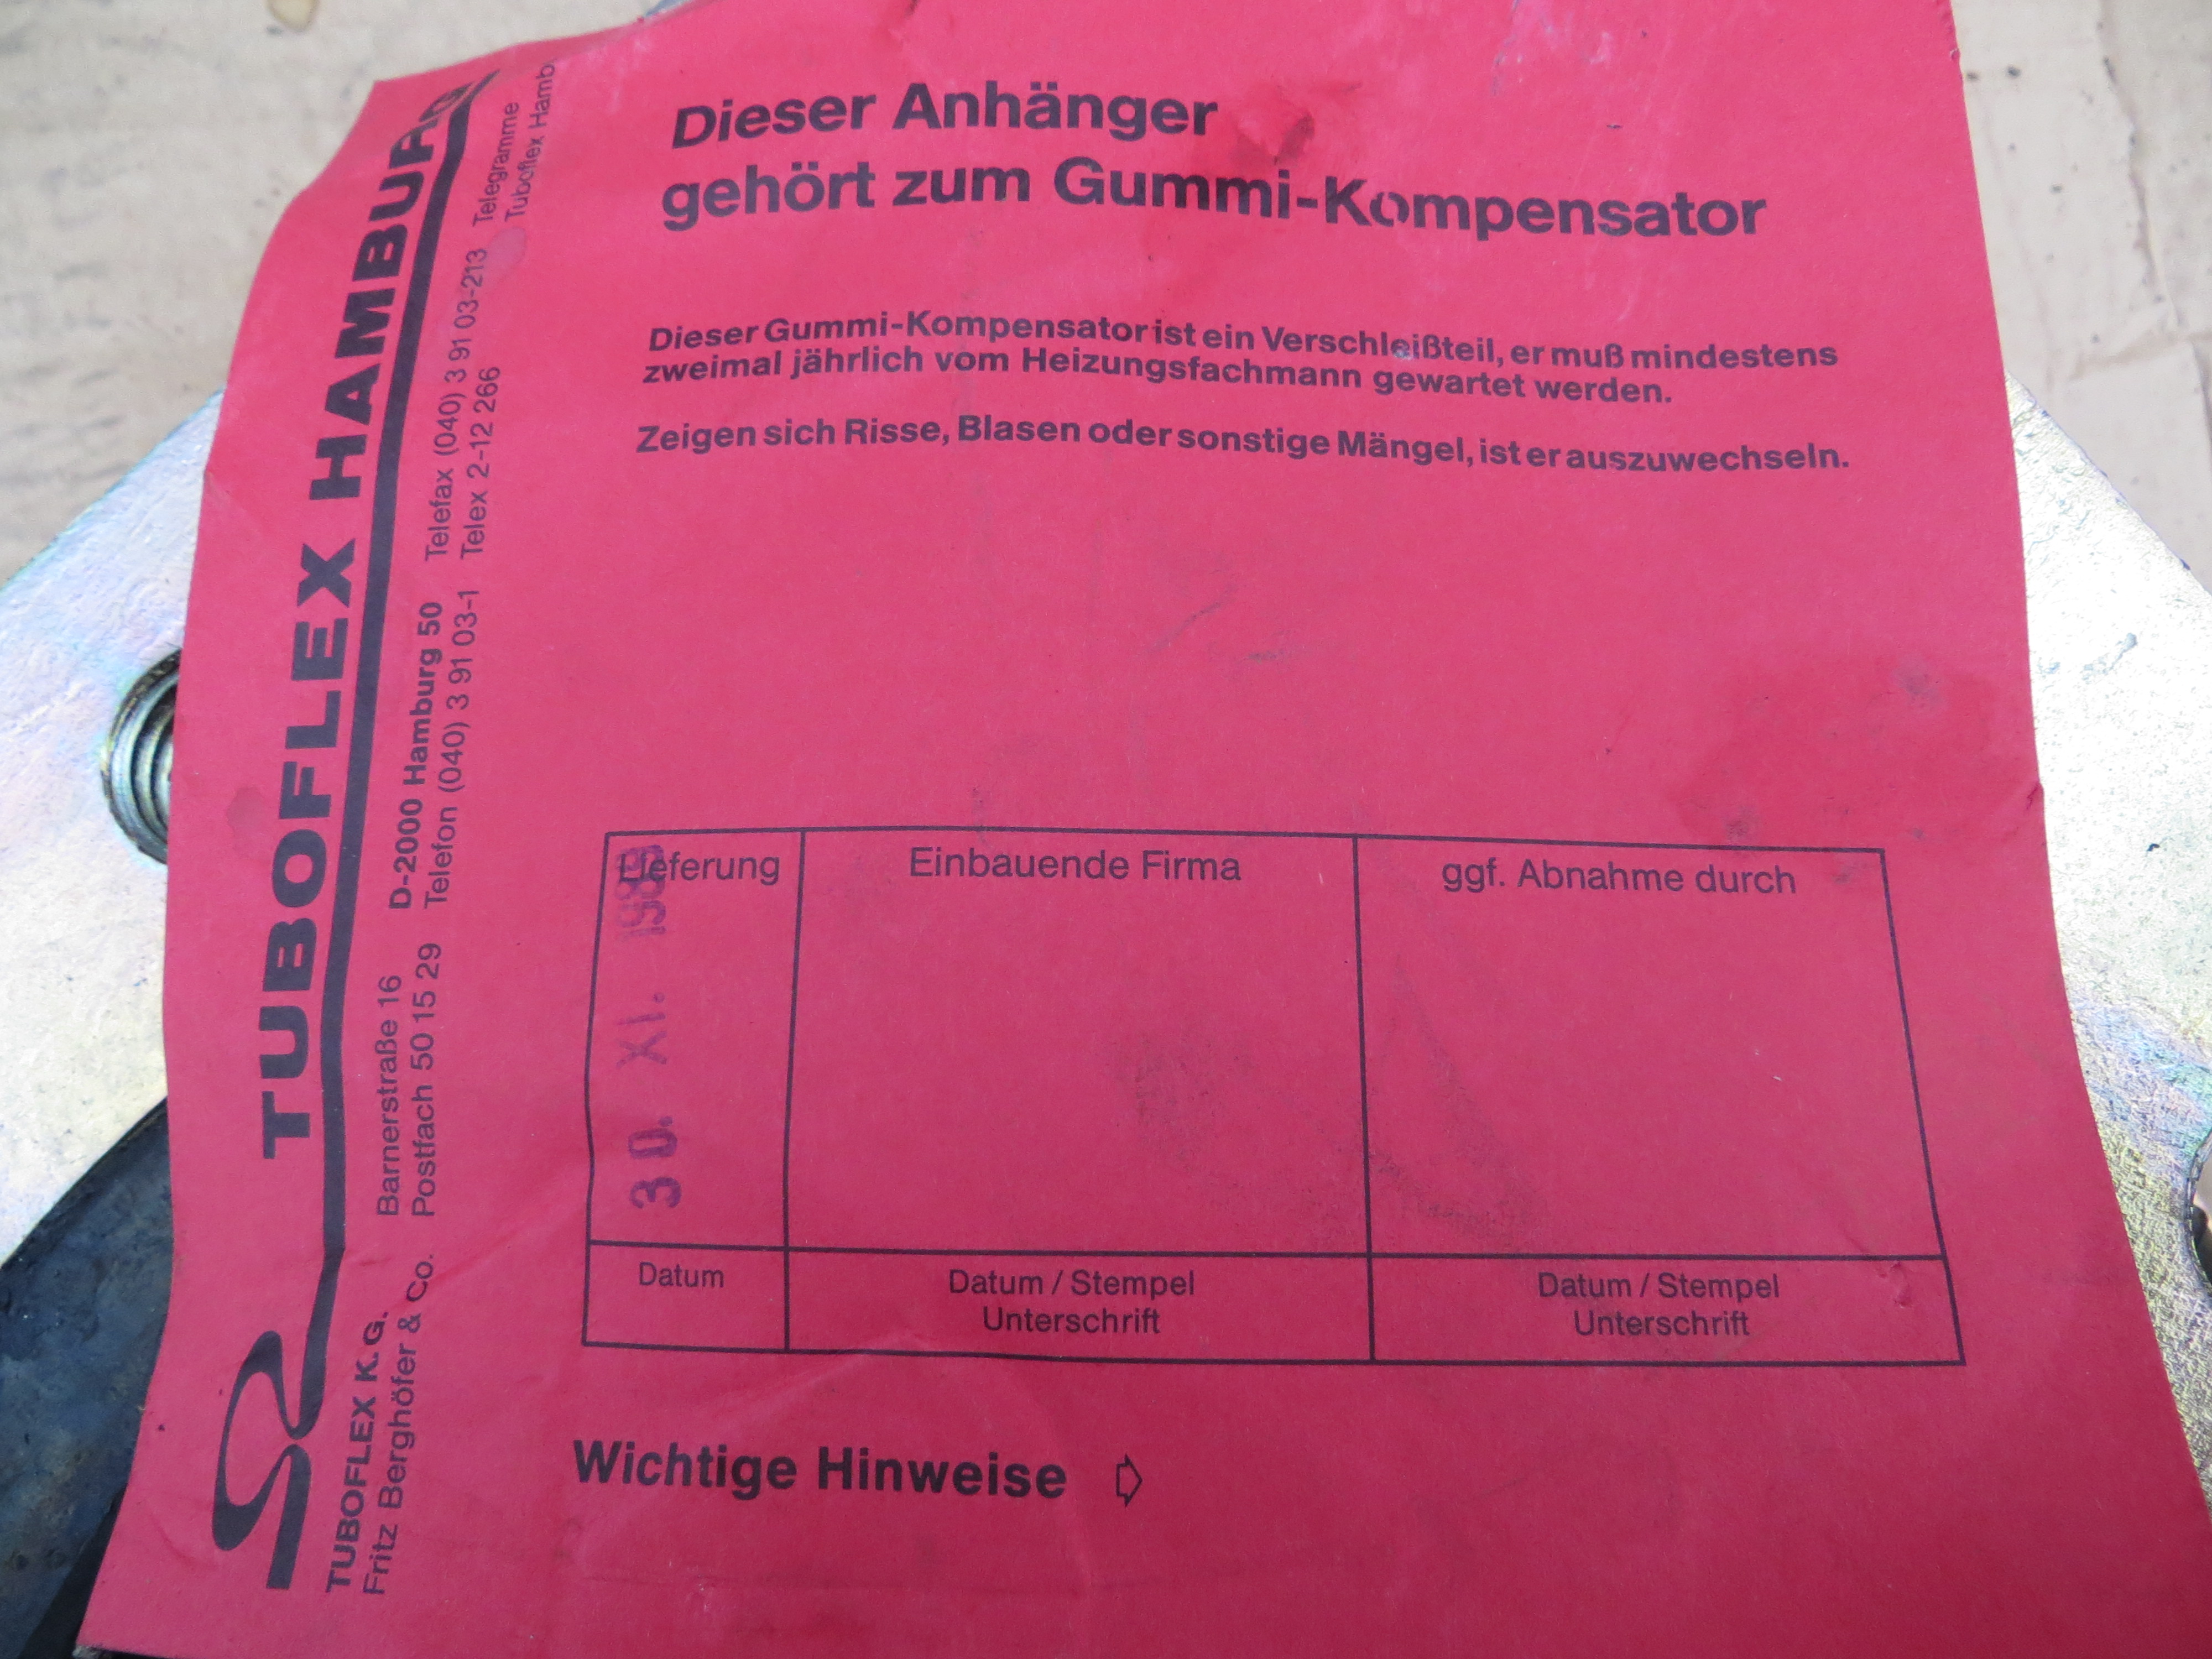 Dieser Anhänger
gehört zum Gummi-Kompensator
Dieser Gummi-Kompensator ist ein Verschleißteil, er muß mindestens
zweimal jährlich vom Heizungsfachmann gewartet werden.
Zeigen sich Risse, Blasen oder sonstige Mängel, ist er auszuwechseln.
Lieferung
Einbauende Firma
ggf. Abnahme durch
30. XI.
Datum
Datum / Stempel
Unterschrift
Datum / Stempel
Unterschrift
Wichtige Hinweise
TUBOFLEX HAMBURG
TUBOFLEX K.G.
Fritz Berghöfer & Co.
Barnerstraße 16
Postfach 50 15 29
D-2000 Hamburg 50
Telefon (040) 3 91 03-1
Telefax (040) 3 91 03-213
Telex 2-12 266
Telegramme
Tuboflex Hamb